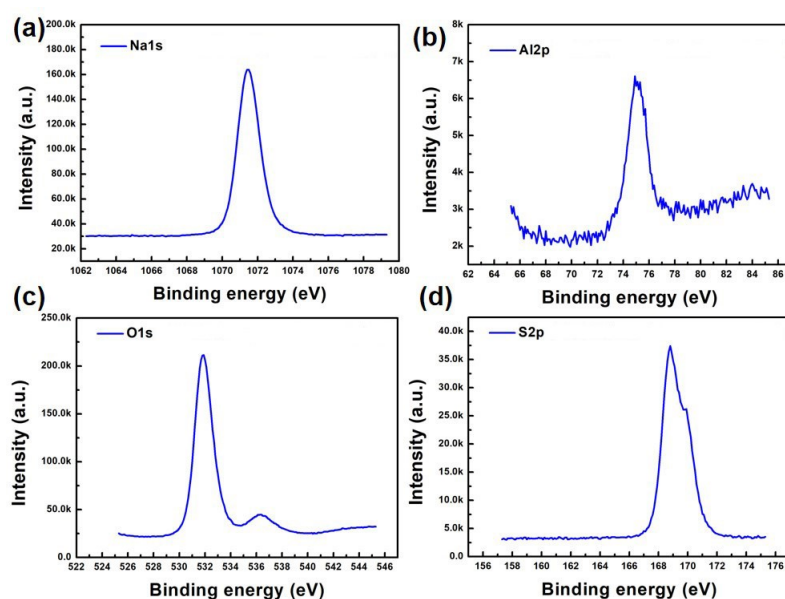 (a)
Na1s
200.0k
180.0k
160.0k
140.0k
120.0k
100.0k
80.0k
60.0k
40.0k
20.0k
Intensity (a.u.)
1062 1064 1066 1068 1070 1072 1074 1076 1078 1080
Binding energy (eV)
(b)
Al2p
8k
7k
6k
5k
4k
3k
2k
Intensity (a.u.)
62 64 66 68 70 72 74 76 78 80 82 84 86
Binding energy (eV)
(c)
O1s
250.0k
200.0k
150.0k
100.0k
50.0k
0.0
Intensity (a.u.)
522 524 526 528 530 532 534 536 538 540 542 544 546
Binding energy (eV)
(d)
S2p
40.0k
35.0k
30.0k
25.0k
20.0k
15.0k
10.0k
5.0k
0.0
Intensity (a.u.)
156 158 160 162 164 166 168 170 172 174 176
Binding energy (eV)